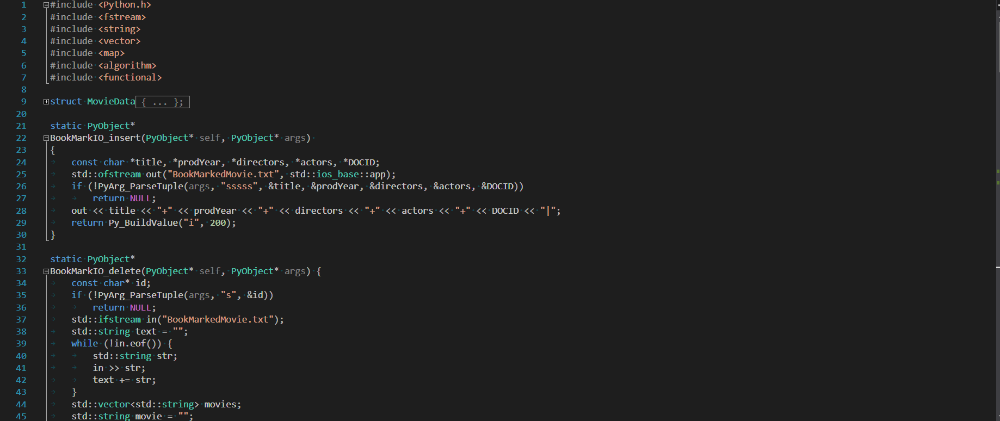 1 #include <Python.h>
2 #include <fstream>
3 #include <string>
4 #include <vector>
5 #include <map>
6 #include <algorithm>
7 #include <functional>
8
9 struct MovieData{ ... };
20
21 static PyObject*
22 BookMarkIO_insert(PyObject* self, PyObject* args)
23 {
24 const char *title, *prodYear, *directors, *actors, *DOCID;
25 std::ofstream out("BookMarkedMovie.txt", std::ios_base::app);
26 if (!PyArg_ParseTuple(args, "sssss", &title, &prodYear, &directors, &actors, &DOCID))
27 return NULL;
28 out << title << "+" << prodYear << "+" << directors << "+" << actors << "+" << DOCID << "|";
29 return Py_BuildValue("i", 200);
30 }
31
32 static PyObject*
33 BookMarkIO_delete(PyObject* self, PyObject* args) {
34 const char* id;
35 if (!PyArg_ParseTuple(args, "s", &id))
36 return NULL;
37 std::ifstream in("BookMarkedMovie.txt");
38 std::string text = "";
39 while (!in.eof()) {
40 std::string str;
41 in >> str;
42 text += str;
43 }
44 std::vector<std::string> movies;
45 std::string movie = "";